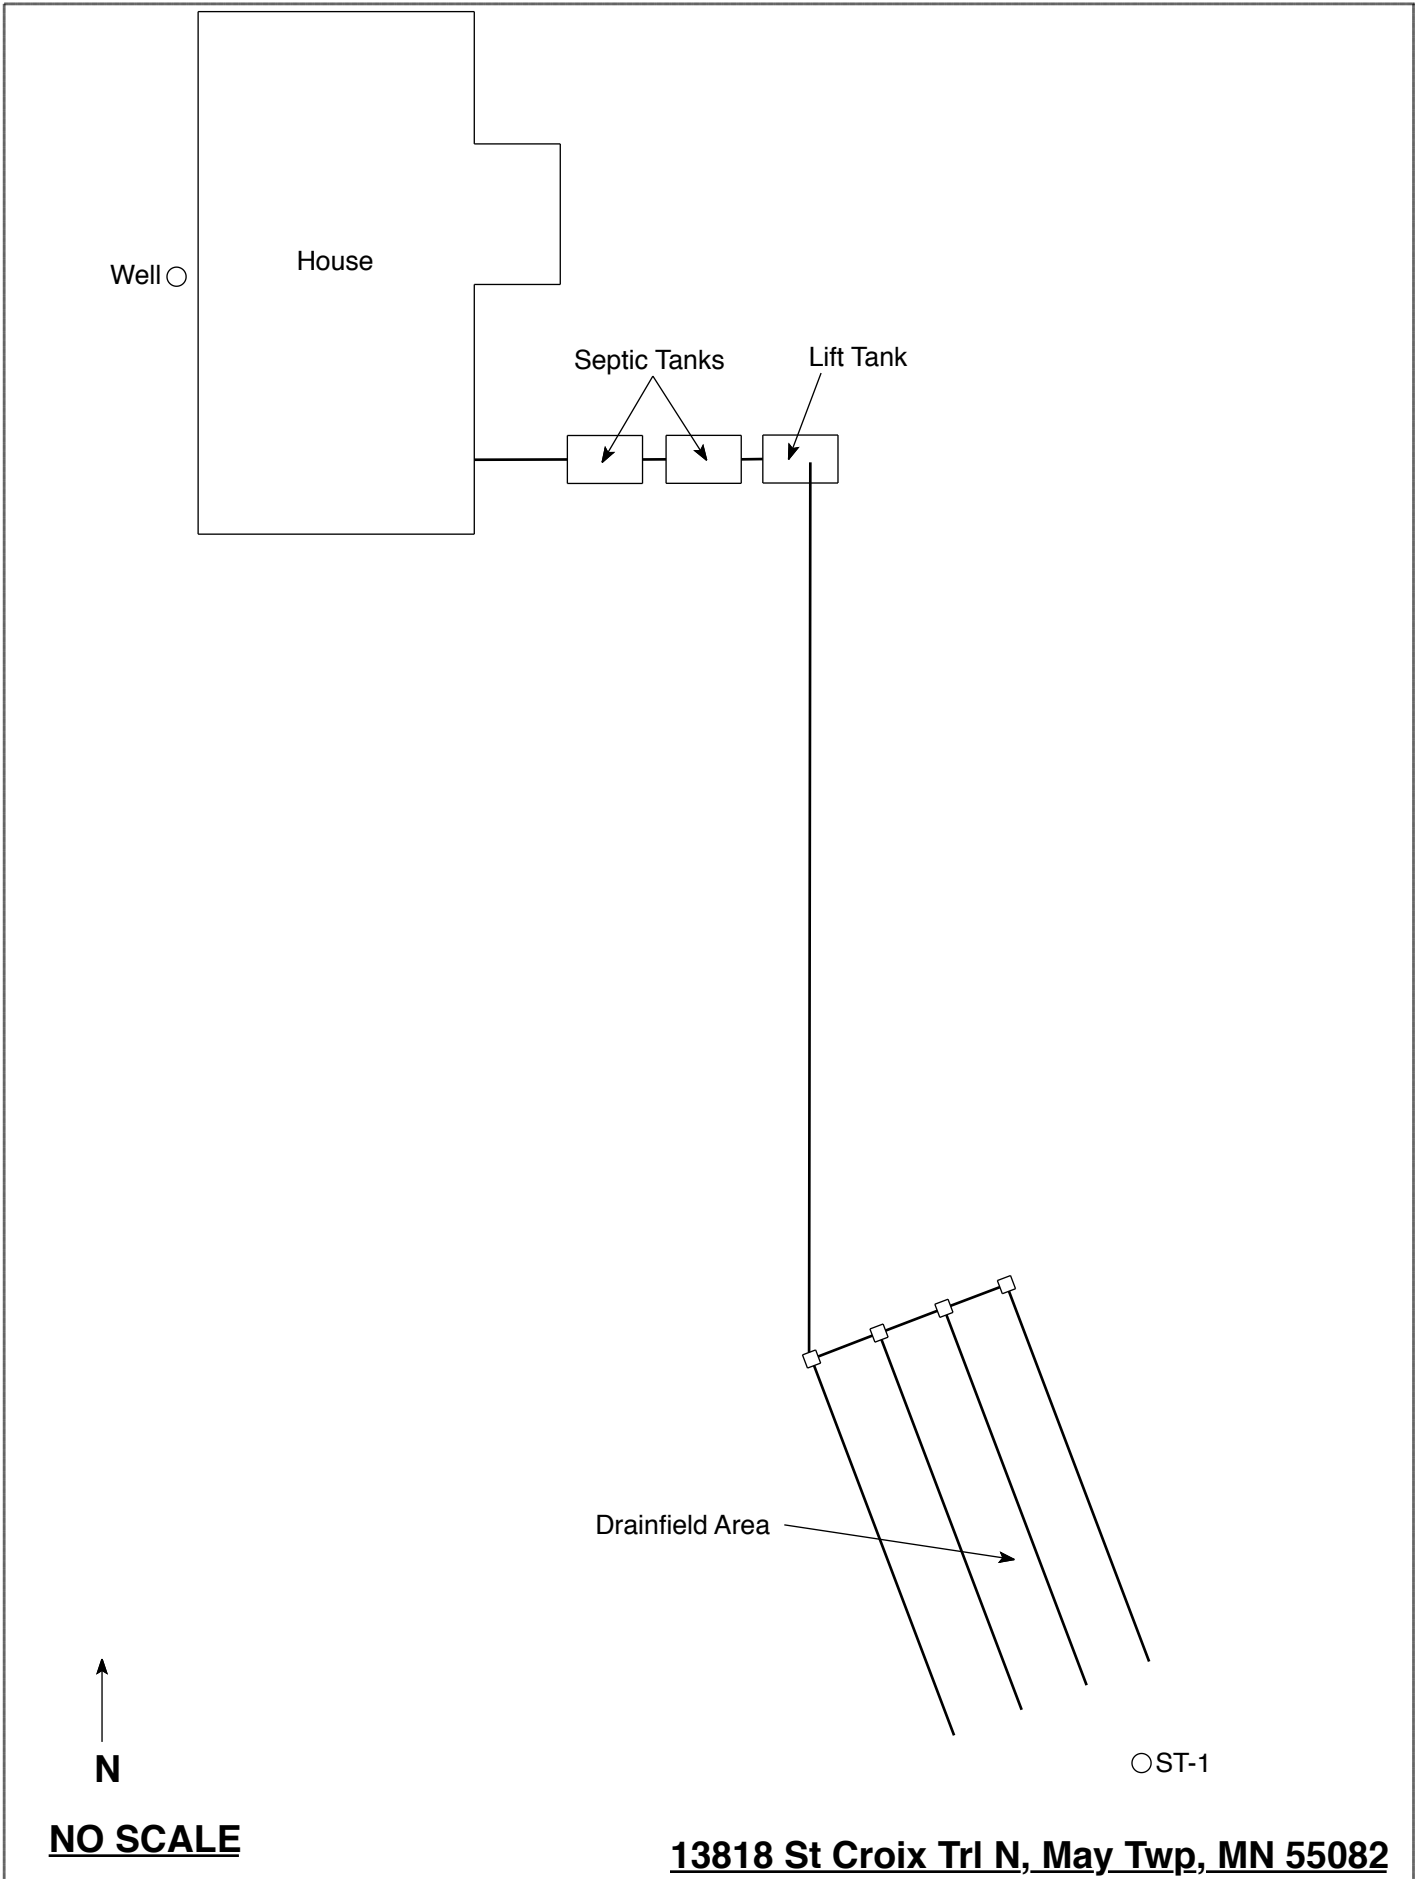 House
Well
Septic Tanks
Lift Tank
Drainfield Area
N
ST-1
NO SCALE
13818 St Croix Trl N, May Twp, MN 55082